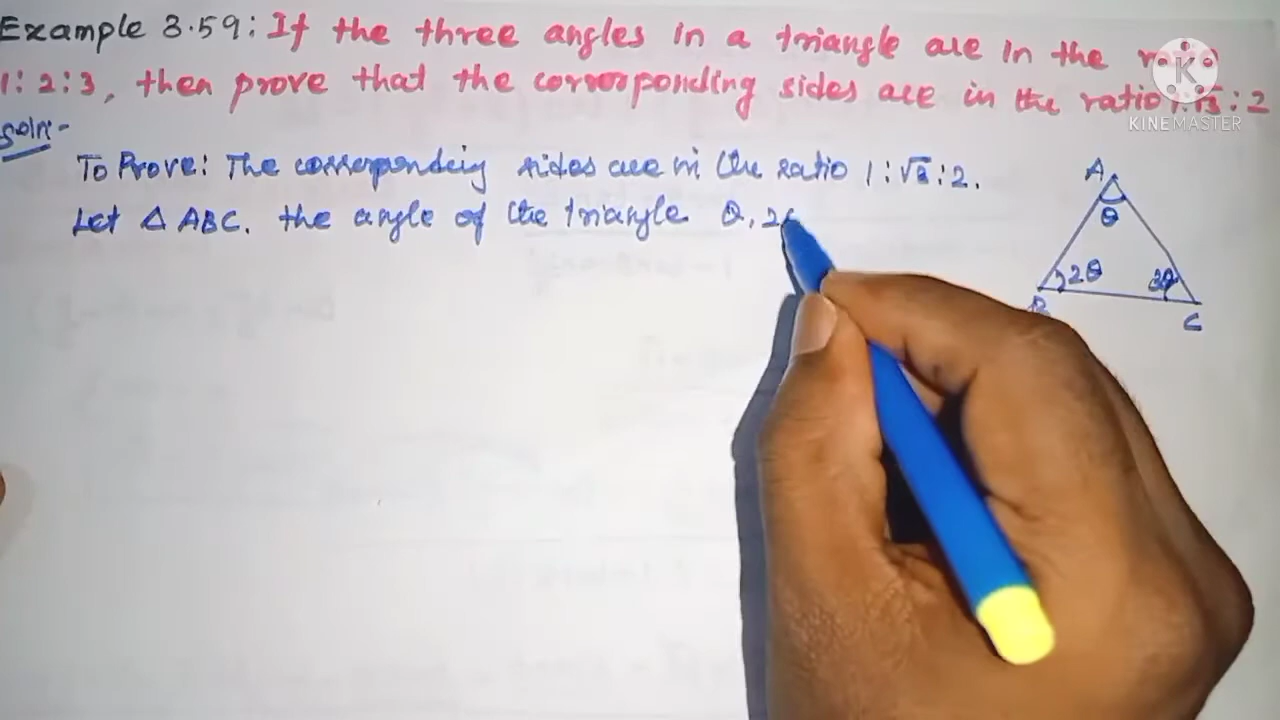 Example 3.59: If the three angles in a triangle are in the ratio
1:2:3, then prove that the corresponding sides are in the ratio 1:√3:2
Soln:-
To Prove: The corresponding sides are in the ratio 1:√3:2.
Let △ ABC. the angle of the triangle θ, 2θ
A
θ
2θ
3θ
B
C
K
KINEMASTER